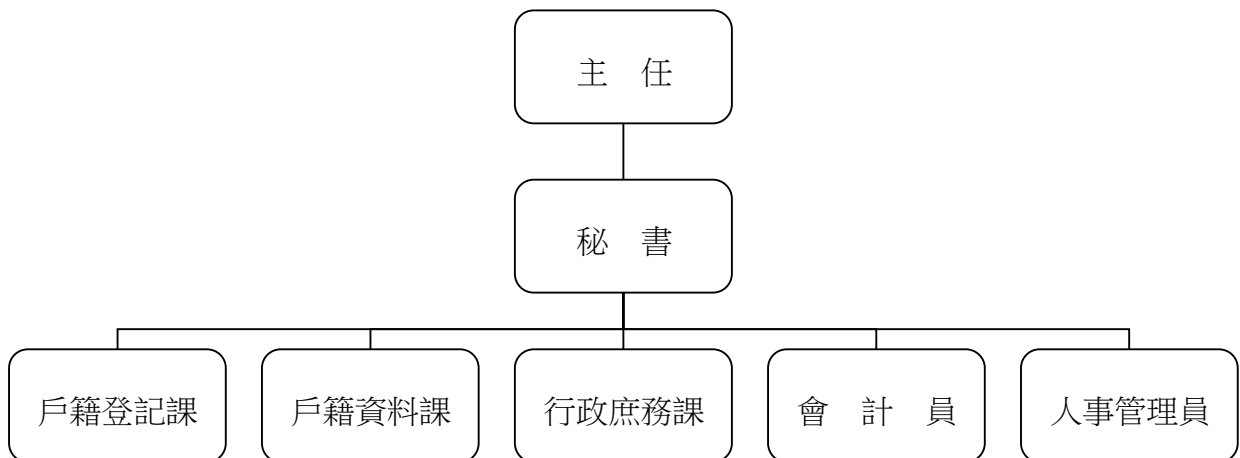 主　任
秘　書
戶籍登記課
戶籍資料課
行政庶務課
會　計　員
人事管理員